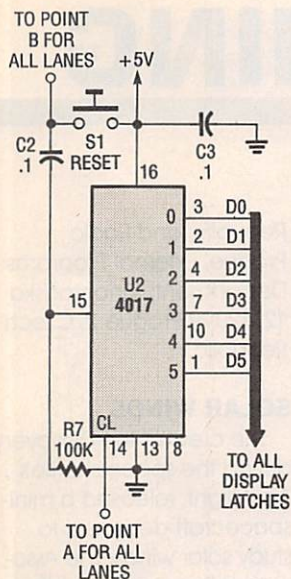 TO POINT
B FOR
ALL LANES
+5V
C2
.1
S1
RESET
C3
.1
16
15
U2
4017
0
1
2
3
4
5
3
2
4
7
10
1
D0
D1
D2
D3
D4
D5
R7
100K
CL
14
13
8
TO ALL
DISPLAY
LATCHES
TO POINT
A FOR ALL
LANES